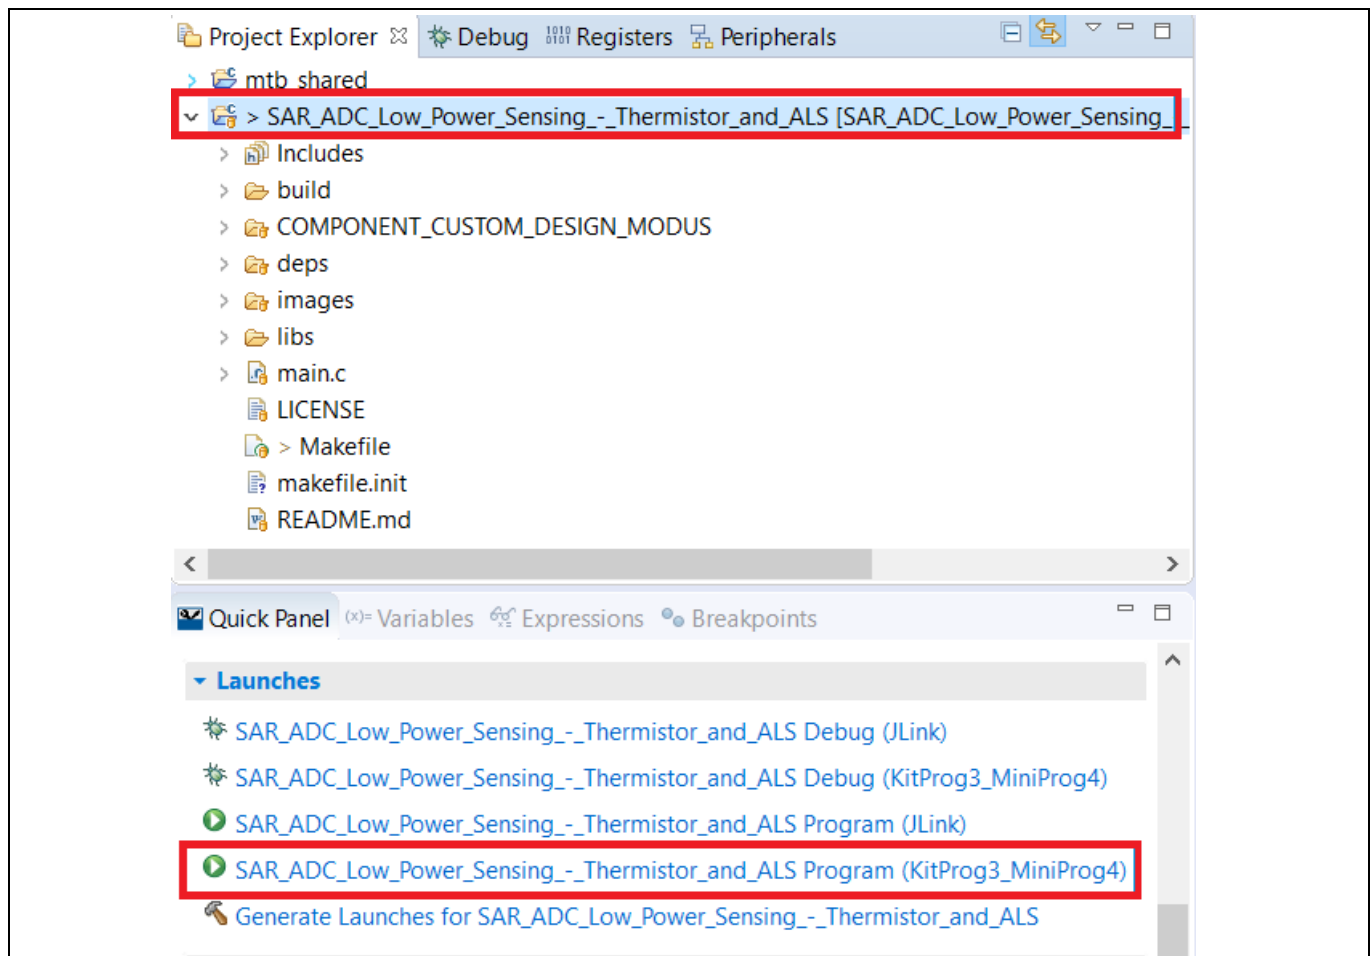 Project Explorer Debug Registers Peripherals
mtb_shared
> SAR_ADC_Low_Power_Sensing_-_Thermistor_and_ALS [SAR_ADC_Low_Power_Sensing_-_
Includes
build
COMPONENT_CUSTOM_DESIGN_MODUS
deps
images
libs
main.c
LICENSE
> Makefile
makefile.init
README.md
Quick Panel (x)= Variables Expressions Breakpoints
Launches
SAR_ADC_Low_Power_Sensing_-_Thermistor_and_ALS Debug (JLink)
SAR_ADC_Low_Power_Sensing_-_Thermistor_and_ALS Debug (KitProg3_MiniProg4)
SAR_ADC_Low_Power_Sensing_-_Thermistor_and_ALS Program (JLink)
SAR_ADC_Low_Power_Sensing_-_Thermistor_and_ALS Program (KitProg3_MiniProg4)
Generate Launches for SAR_ADC_Low_Power_Sensing_-_Thermistor_and_ALS